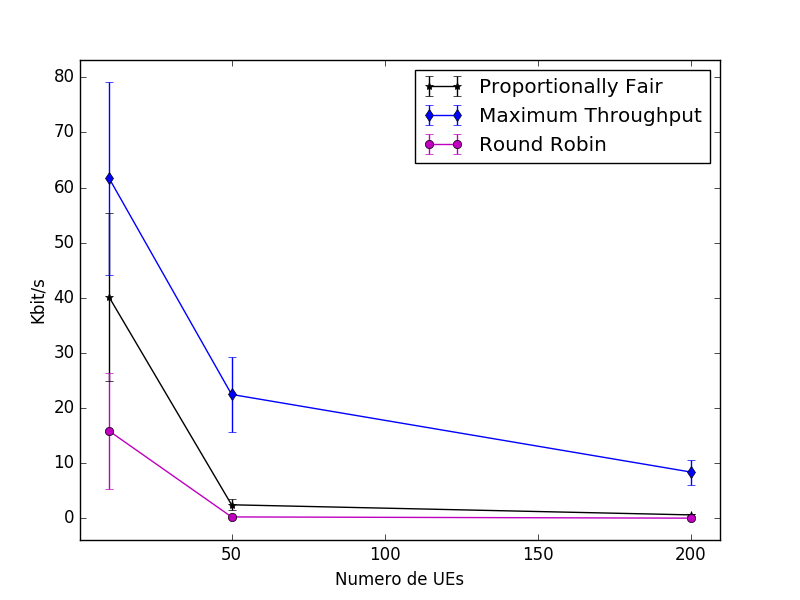 80
70
60
50
40
30
20
10
0
Kbit/s
Proportionally Fair
Maximum Throughput
Round Robin
50
100
150
200
Numero de UEs